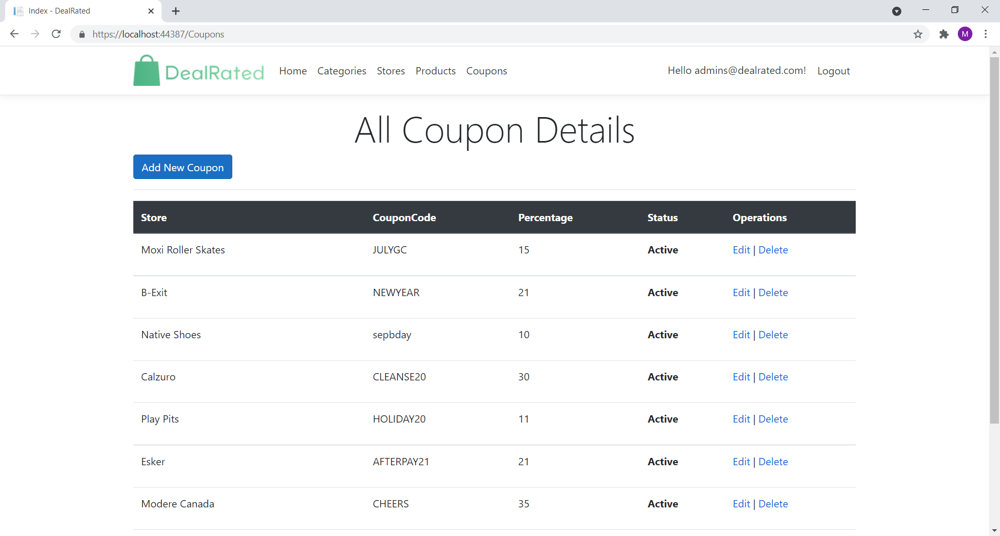 Index - DealRated
https://localhost:44387/Coupons
M
DealRated Home Categories Stores Products Coupons Hello admins@dealrated.com! Logout
All Coupon Details
Add New Coupon
Store CouponCode Percentage Status Operations
Moxi Roller Skates JULYGC 15 Active Edit | Delete
B-Exit NEWYEAR 21 Active Edit | Delete
Native Shoes sepbday 10 Active Edit | Delete
Calzuro CLEANSE20 30 Active Edit | Delete
Play Pits HOLIDAY20 11 Active Edit | Delete
Esker AFTERPAY21 21 Active Edit | Delete
Modere Canada CHEERS 35 Active Edit | Delete